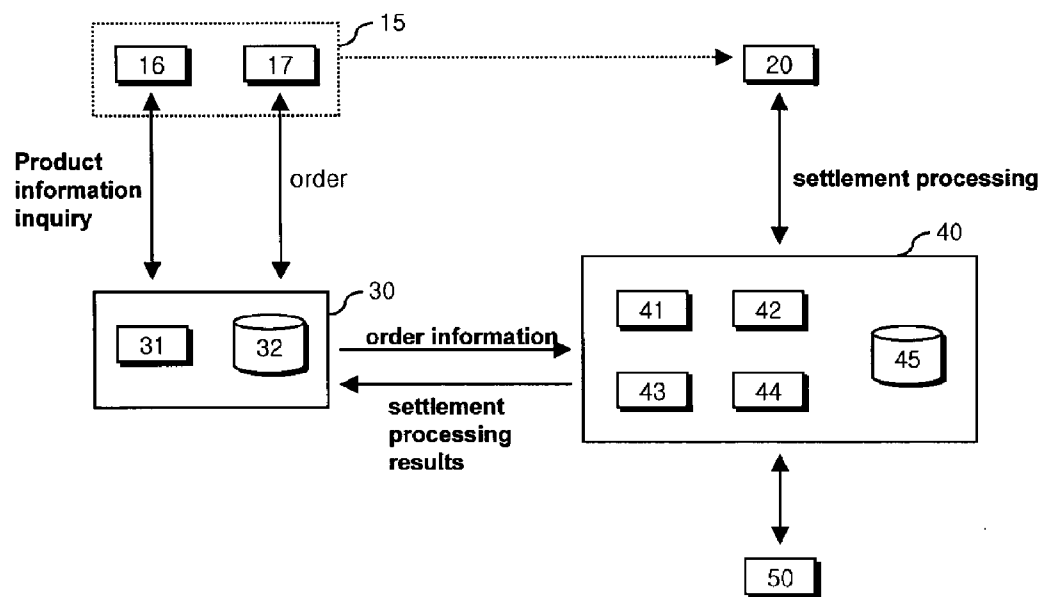 15
16
17
20
Product
information
inquiry
order
settlement processing
40
30
41
42
31
32
order information
45
43
44
settlement
processing
results
50